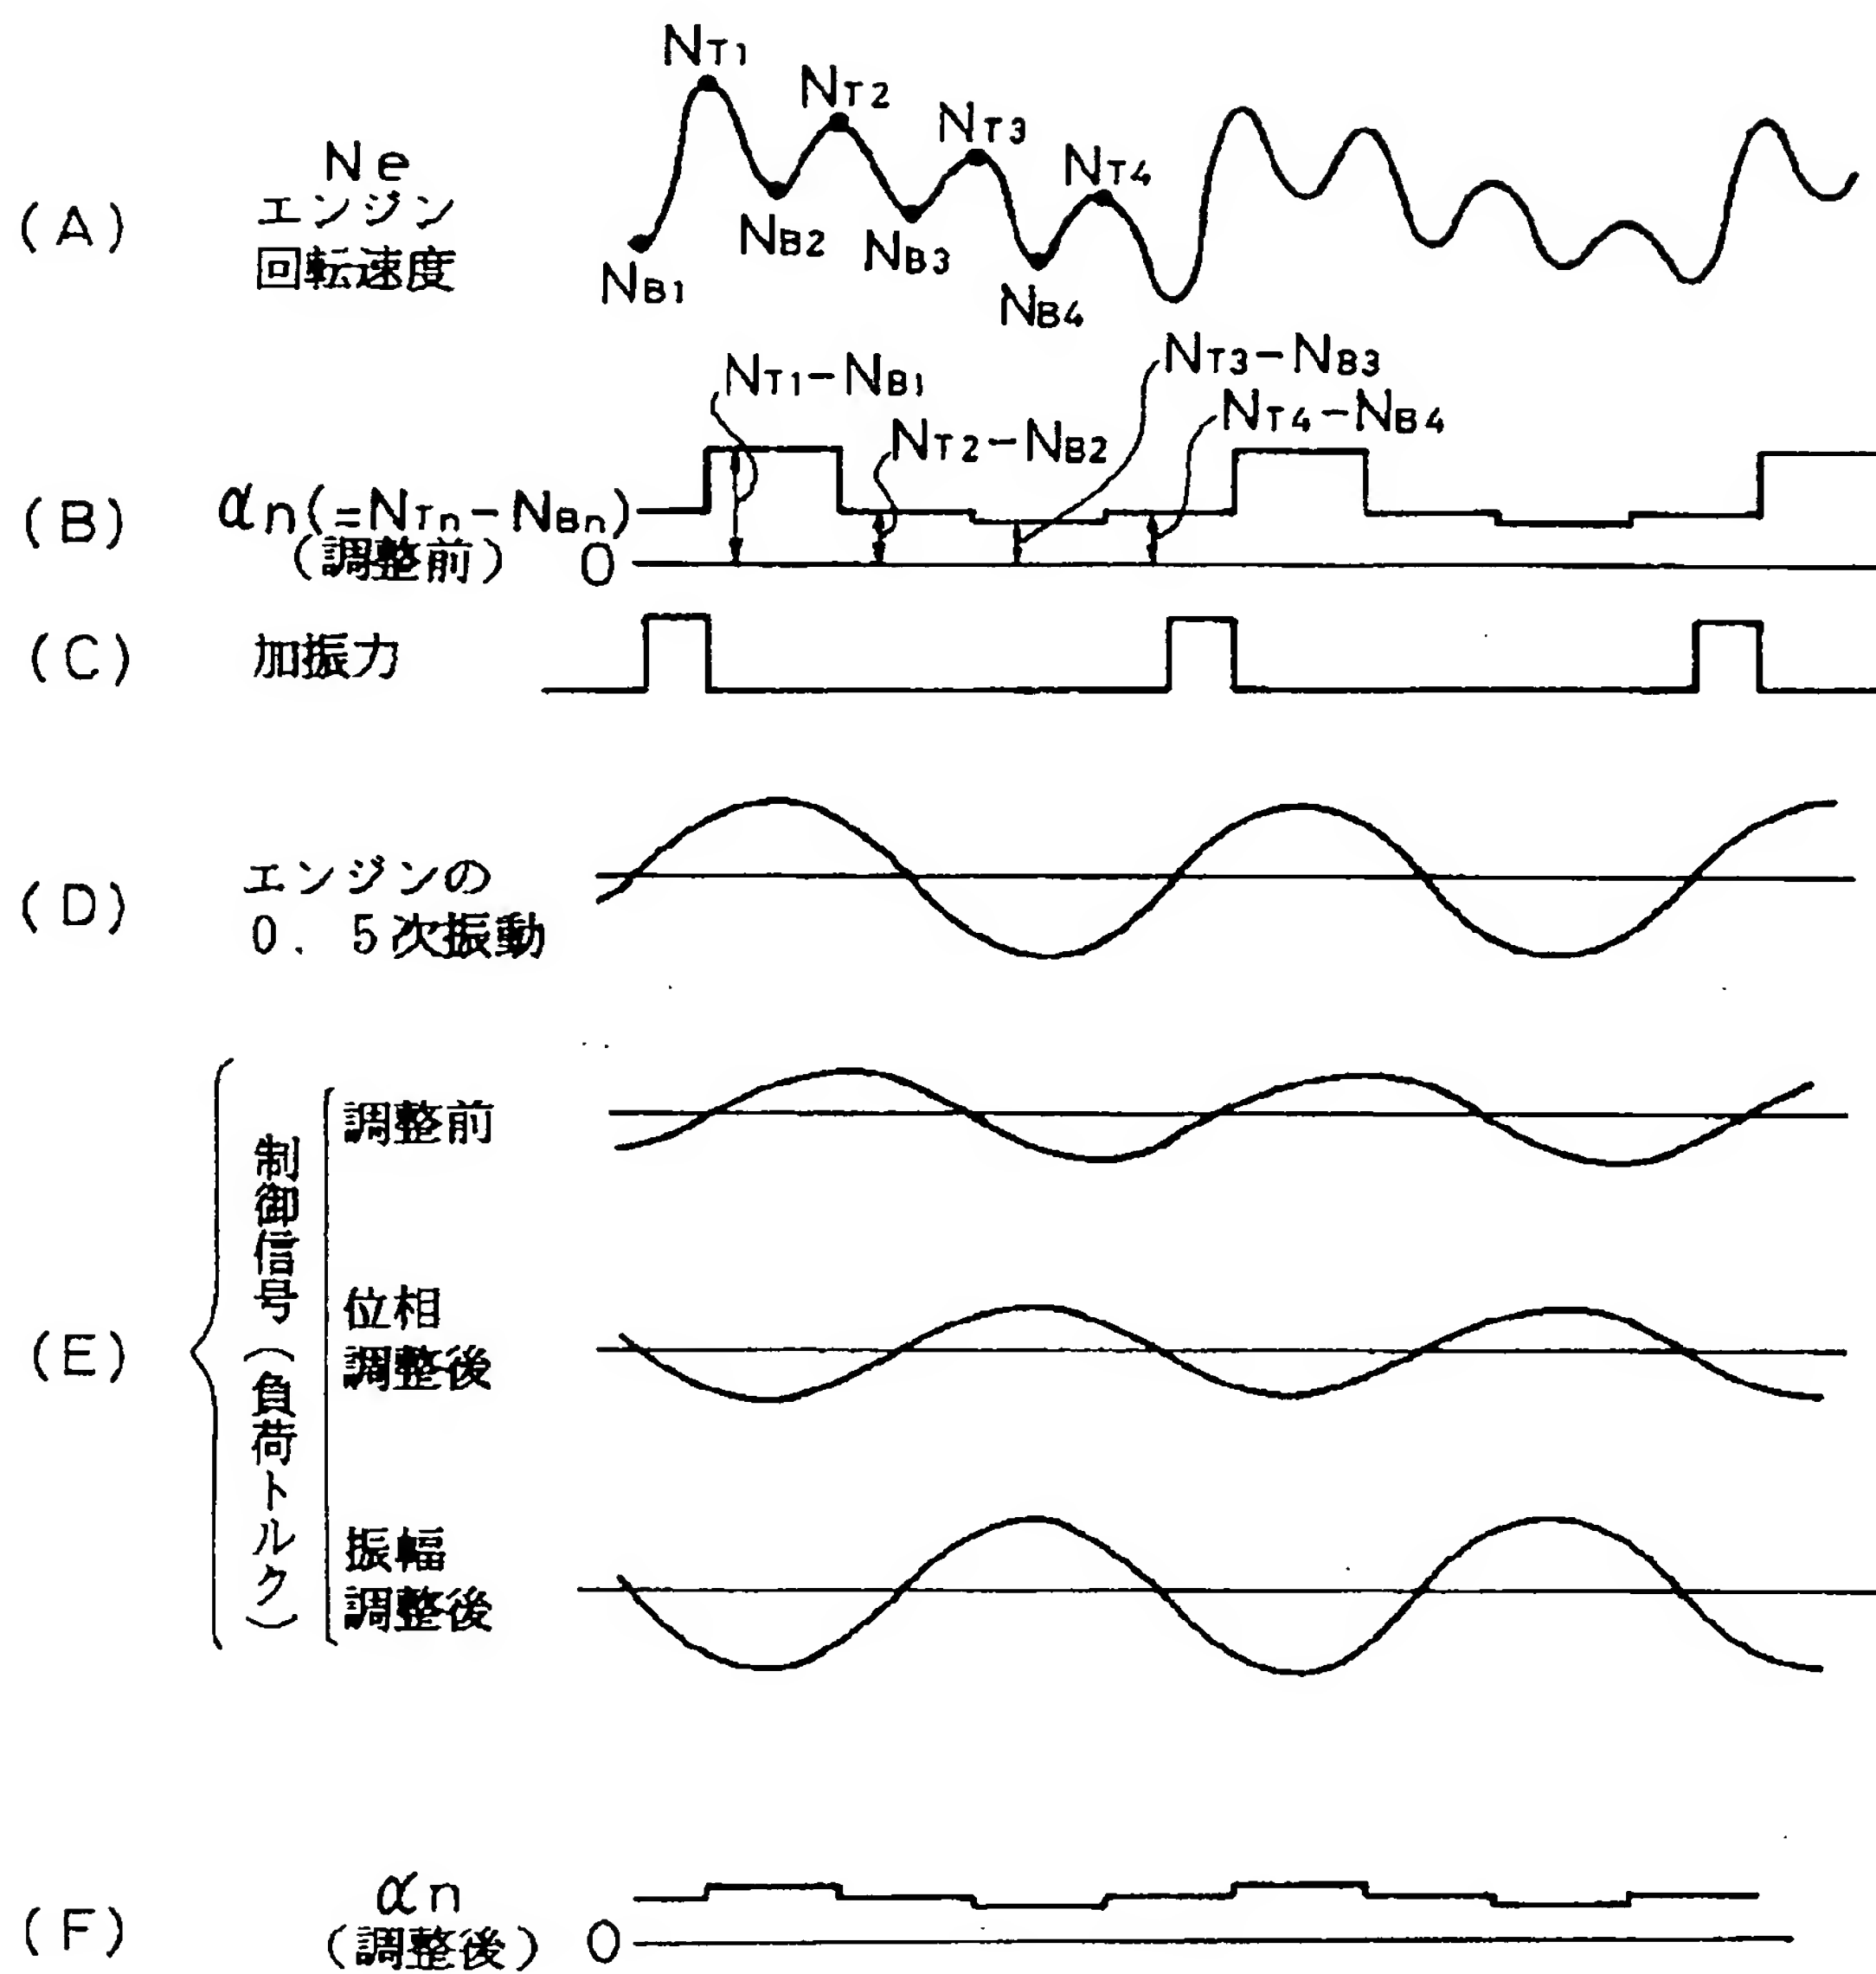 NT1
NT2
NT3
NT4
(A)
Ne
エンジン
回転速度
NB1
NB2
NB3
NB4
NT1-NB1
NT3-NB3
NT4-NB4
NT2-NB2
(B)
αn(=NTn-NBn)
(調整前)
0
(C)
加振力
(D)
エンジンの
0.5次振動
(E)
制御信号(負荷トルク)
調整前
位相
調整後
振幅
調整後
(F)
αn
(調整後)
0